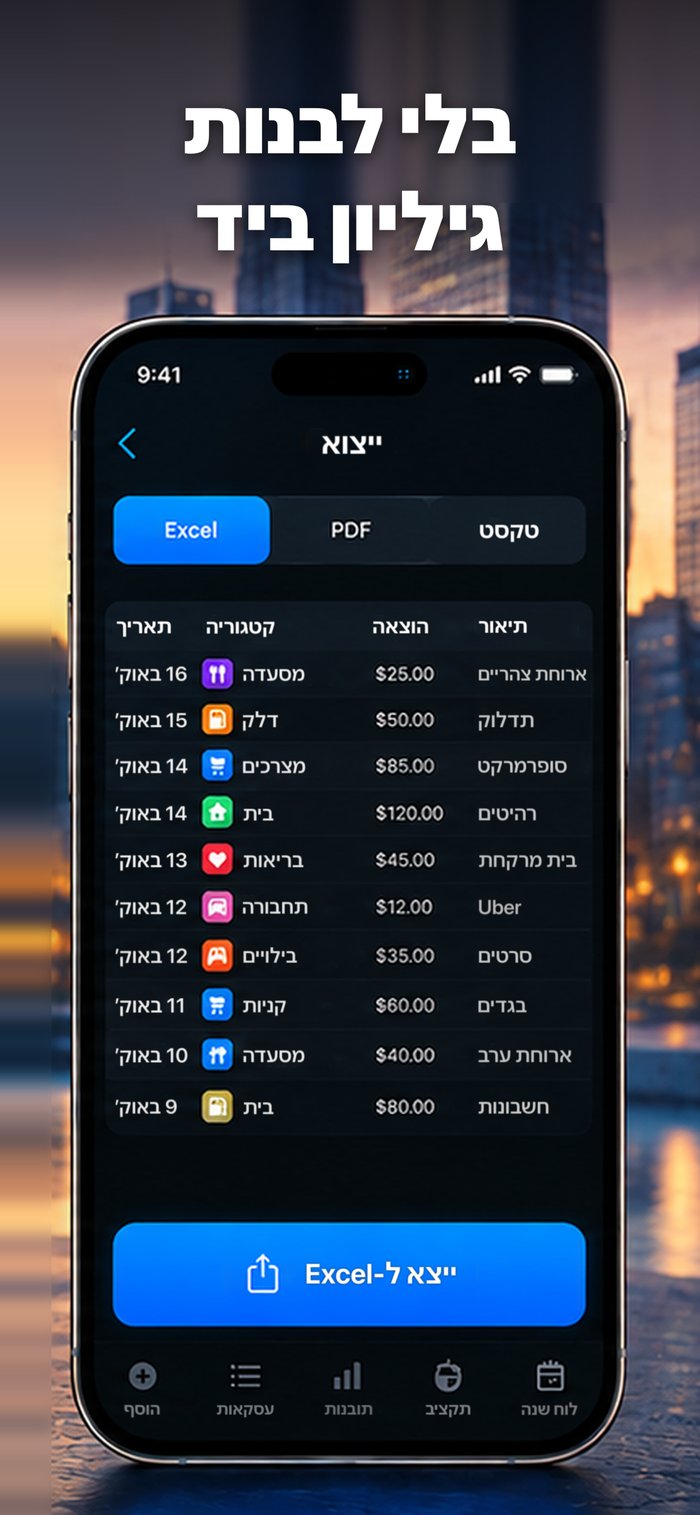 בלי לבנות
גיליון ביד
9:41
ייצוא
Excel PDF טקסט
תאריך קטגוריה הוצאה תיאור
16 באוק׳ מסעדה $25.00 ארוחת צהריים
15 באוק׳ דלק $50.00 תדלוק
14 באוק׳ מצרכים $85.00 סופרמרקט
14 באוק׳ בית $120.00 רהיטים
13 באוק׳ בריאות $45.00 בית מרקחת
12 באוק׳ תחבורה $12.00 Uber
12 באוק׳ בילויים $35.00 סרטים
11 באוק׳ קניות $60.00 בגדים
10 באוק׳ מסעדה $40.00 ארוחת ערב
9 באוק׳ בית $80.00 חשבונות
ייצא ל-Excel
הוסף עסקאות תובנות תקציב לוח שנה